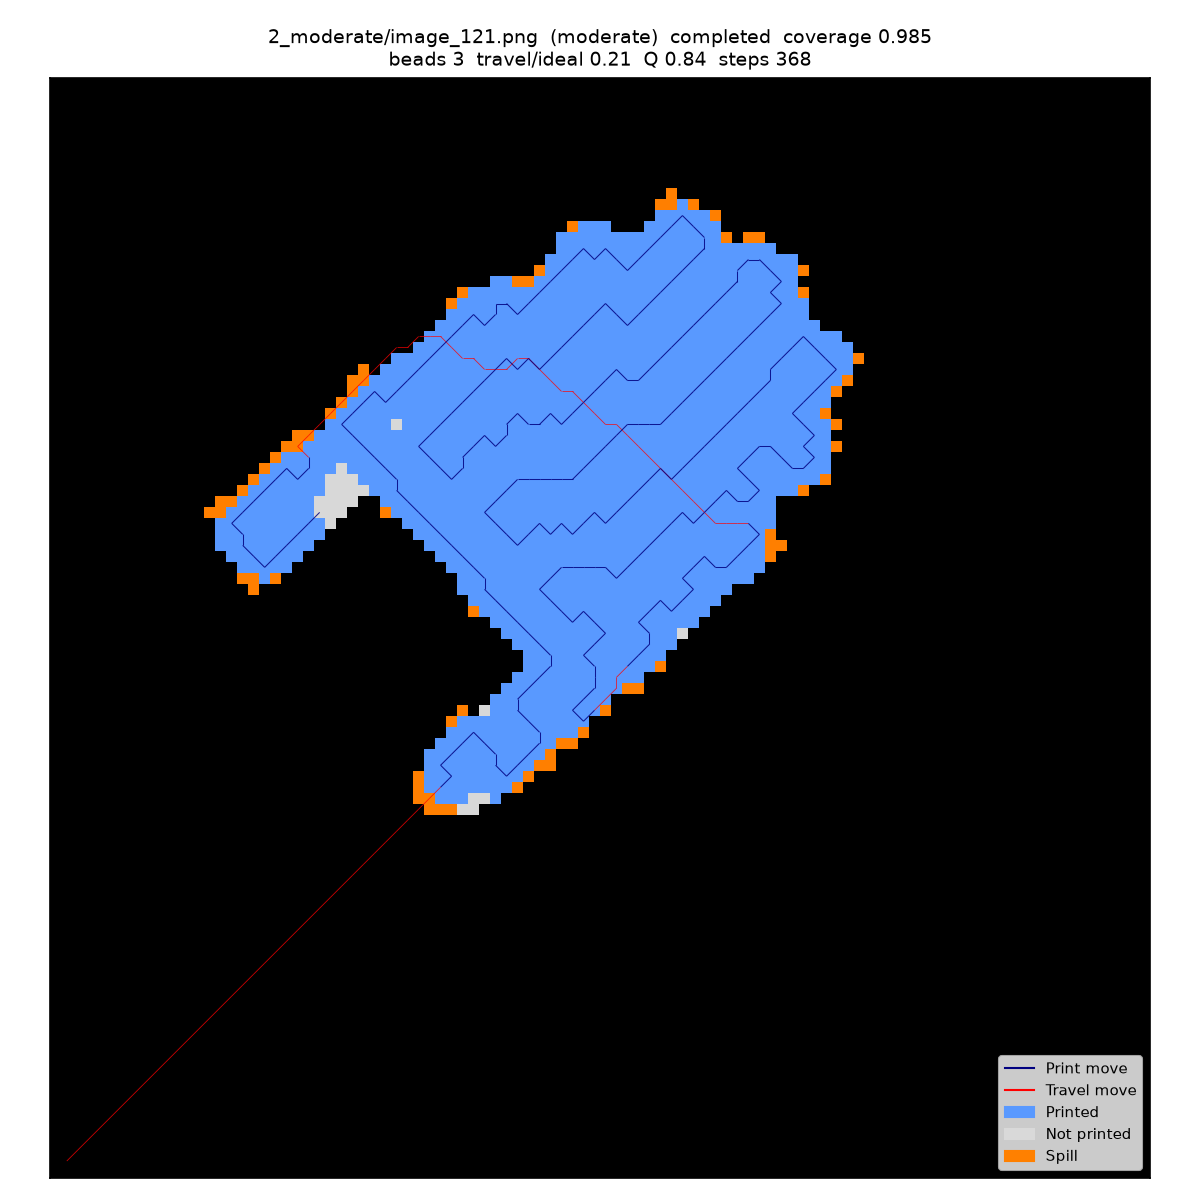 2_moderate/image_121.png  (moderate)  completed  coverage 0.985
beads 3  travel/ideal 0.21  Q 0.84  steps 368
Print move
Travel move
Printed
Not printed
Spill